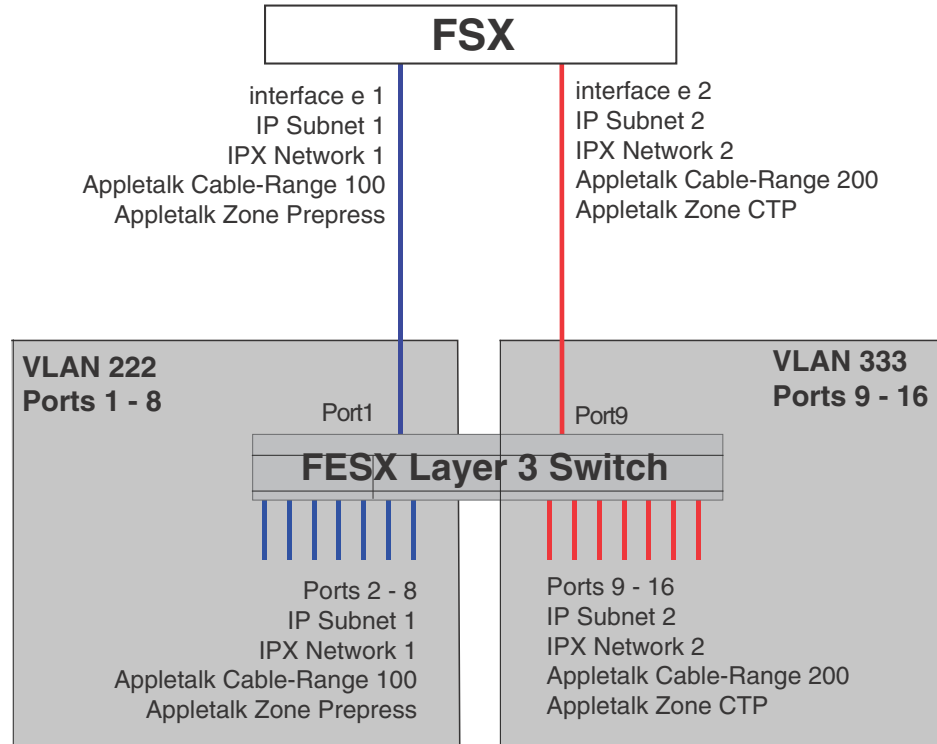 FSX
interface e 1
IP Subnet 1
IPX Network 1
Appletalk Cable-Range 100
Appletalk Zone Prepress
interface e 2
IP Subnet 2
IPX Network 2
Appletalk Cable-Range 200
Appletalk Zone CTP
VLAN 222
Ports 1 - 8
VLAN 333
Ports 9 - 16
Port1
Port9
FESX Layer 3 Switch
Ports 2 - 8
IP Subnet 1
IPX Network 1
Appletalk Cable-Range 100
Appletalk Zone Prepress
Ports 9 - 16
IP Subnet 2
IPX Network 2
Appletalk Cable-Range 200
Appletalk Zone CTP